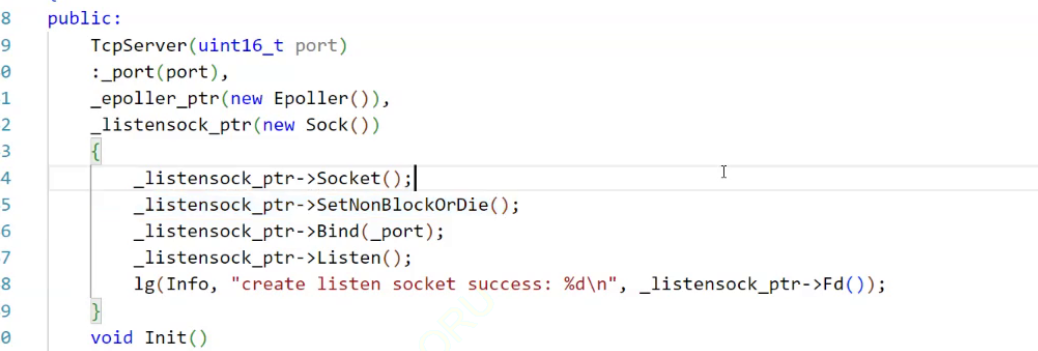 8 public:
9 TcpServer(uint16_t port)
0 :_port(port),
1 _epoller_ptr(new Epoller()),
2 _listensock_ptr(new Sock())
3 {
4 _listensock_ptr->Socket();
5 _listensock_ptr->SetNonBlockOrDie();
6 _listensock_ptr->Bind(_port);
7 _listensock_ptr->Listen();
8 lg(Info, "create listen socket success: %d\n", _listensock_ptr->Fd());
9 }
0 void Init()